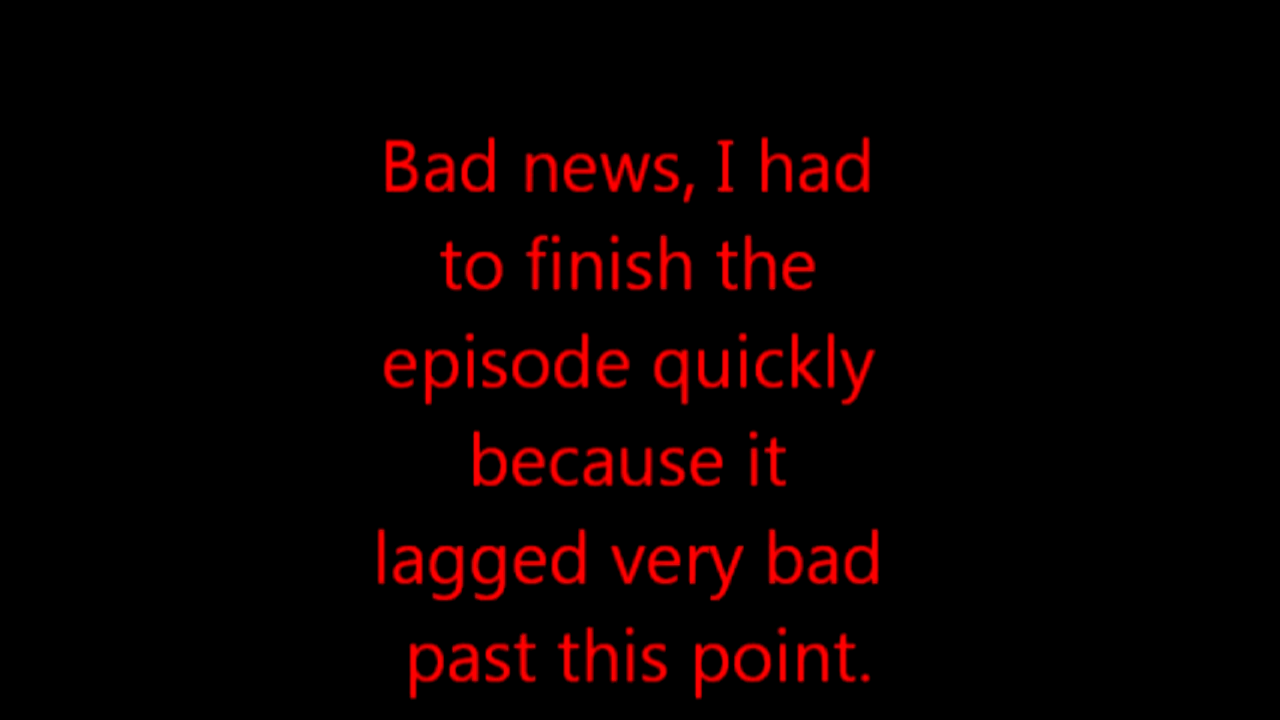 Bad news, I had
to finish the
episode quickly
because it
lagged very bad
past this point.